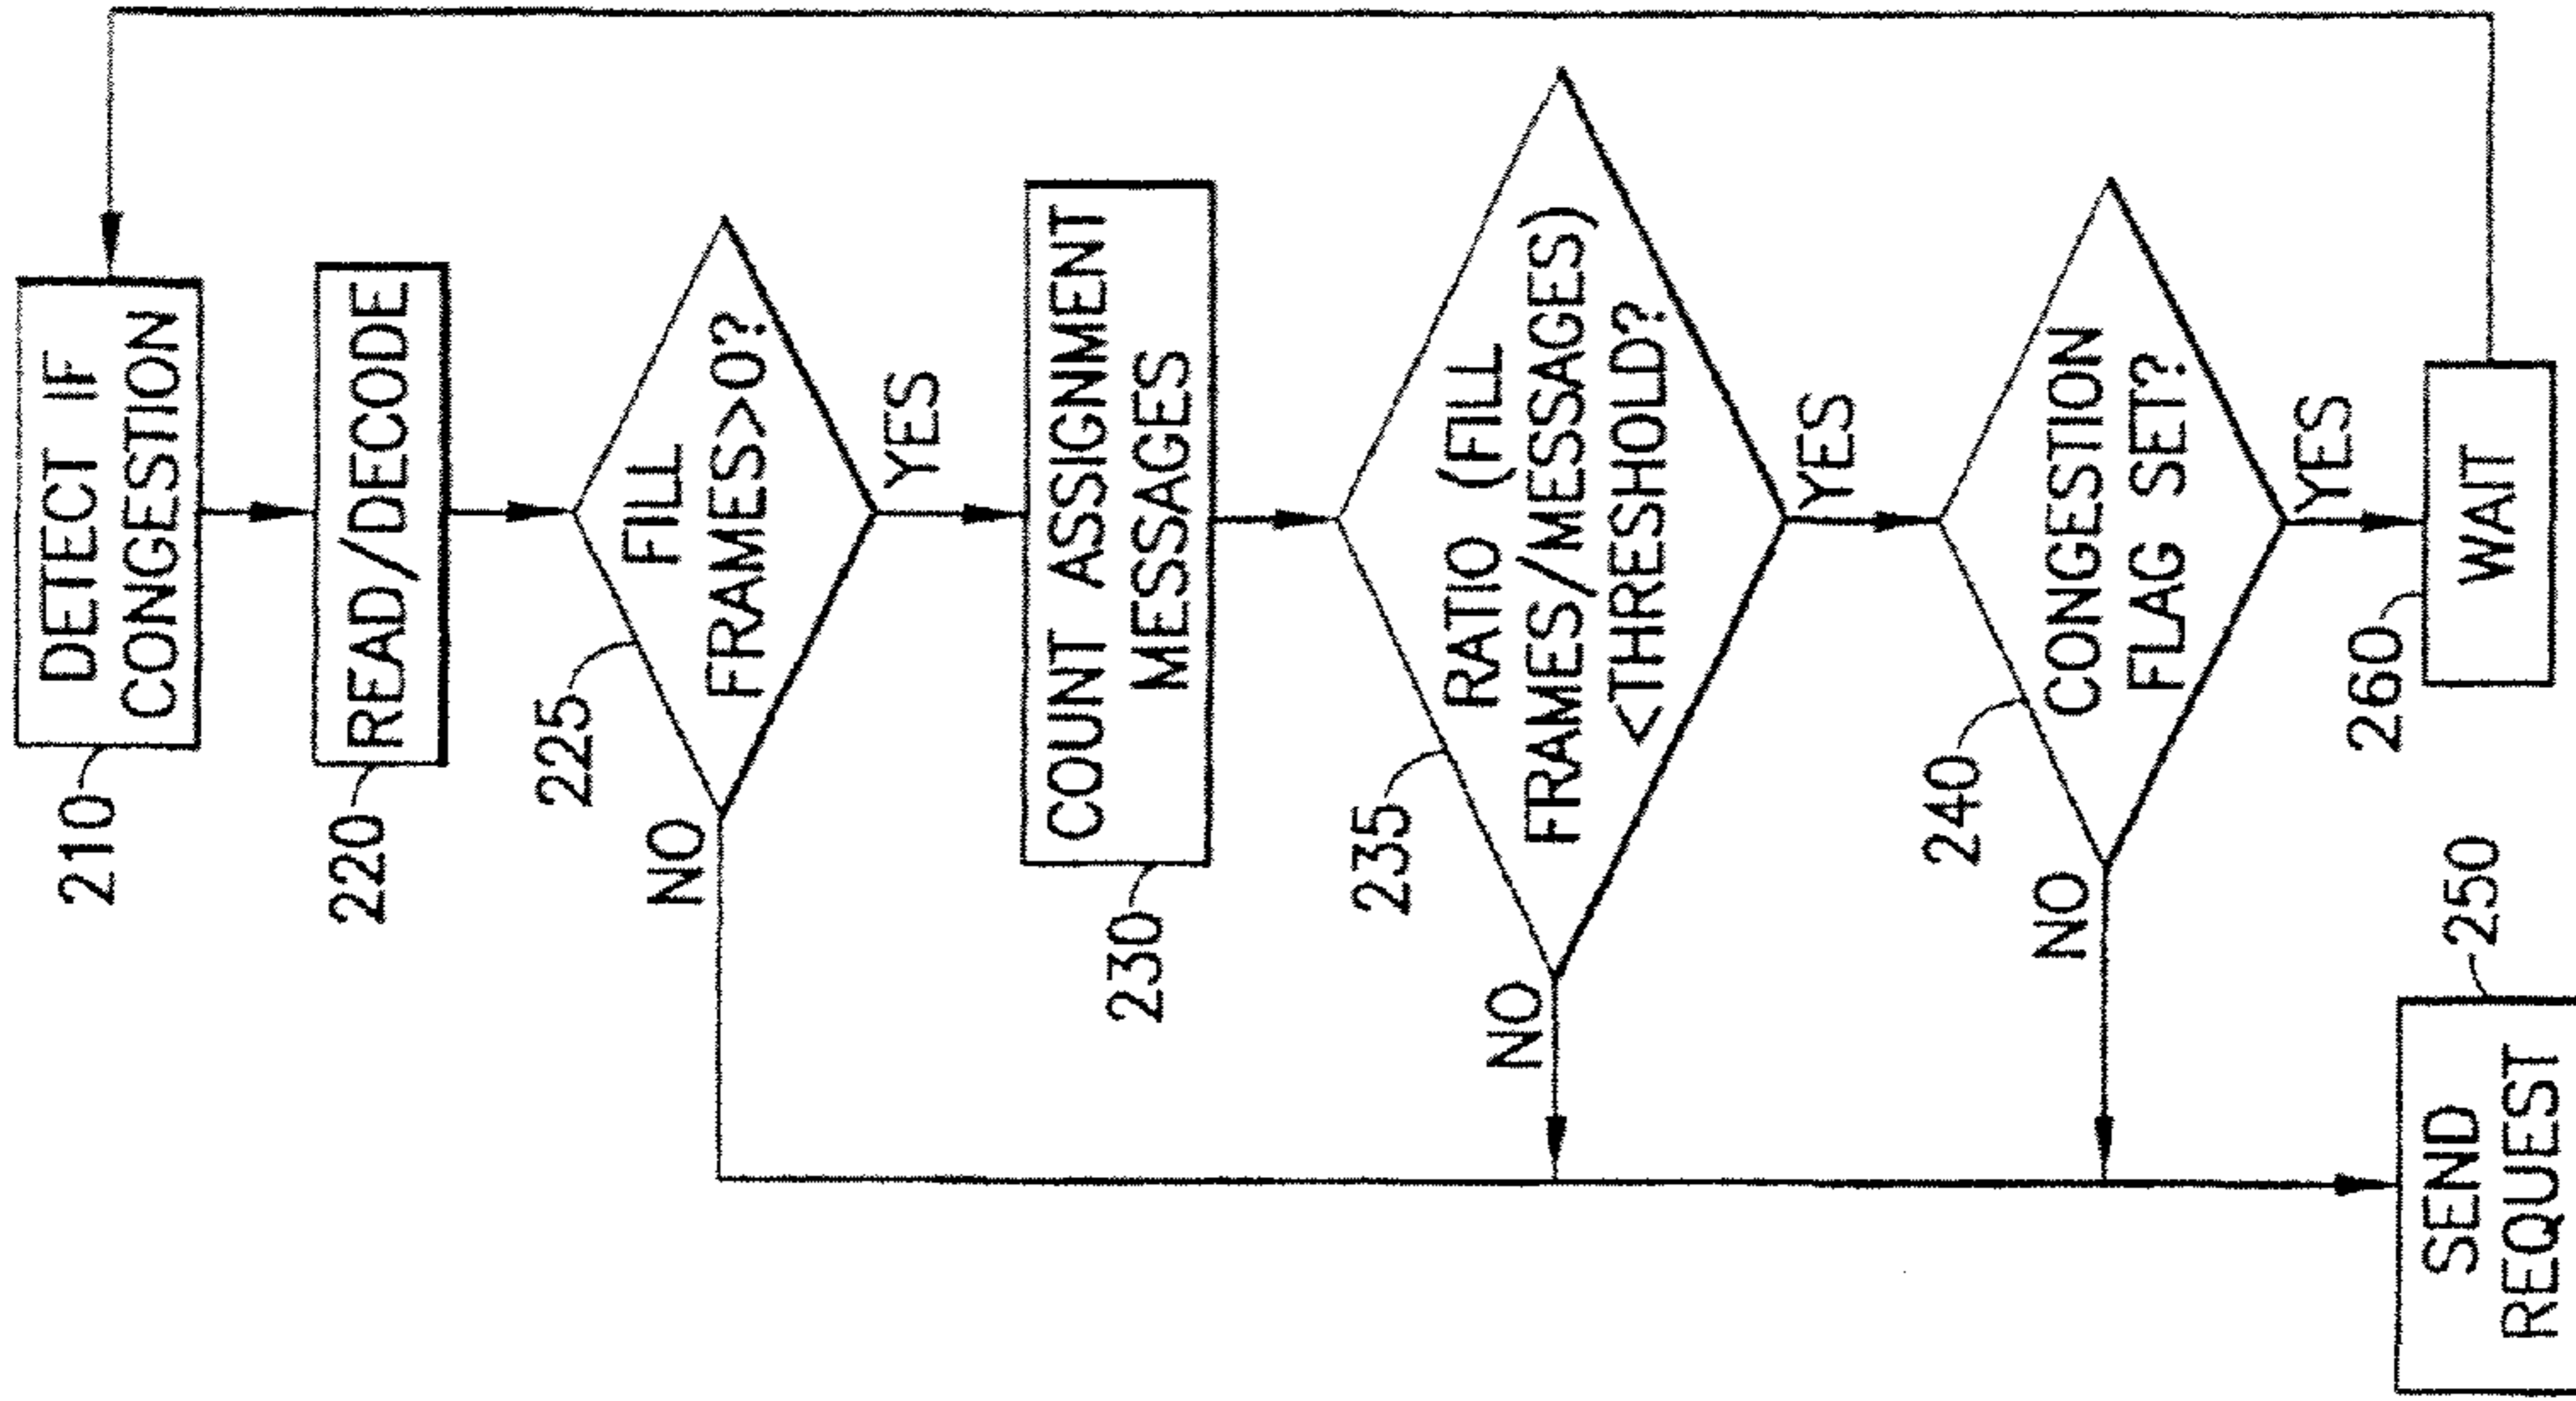 DETECT IF
CONGESTION
210
READ/DECODE
220
FILL
FRAMES>0?
225
NO
YES
COUNT ASSIGNMENT
MESSAGES
230
RATIO (FILL
FRAMES/MESSAGES)
<THRESHOLD?
235
NO
YES
CONGESTION
FLAG SET?
240
NO
YES
SEND
REQUEST
250
WAIT
260